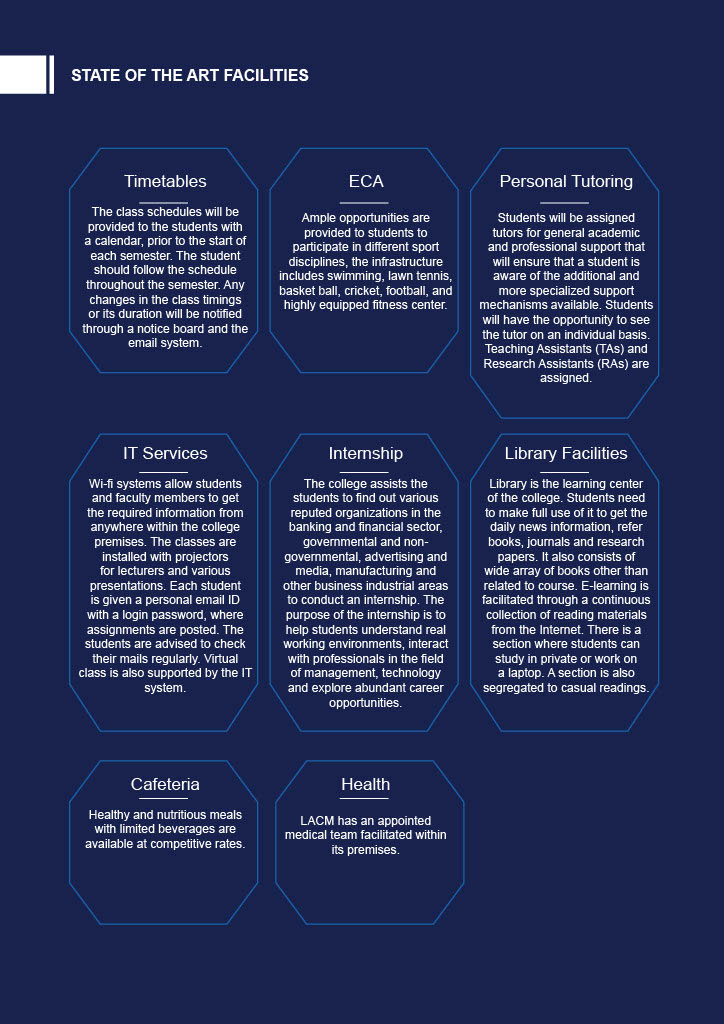 STATE OF THE ART FACILITIES
Timetables
The class schedules will be
provided to the students with
a calendar, prior to the start of
each semester. The student
should follow the schedule
throughout the semester. Any
changes in the class timings
or its duration will be notified
through a notice board and the
email system.
ECA
Ample opportunities are
provided to students to
participate in different sport
disciplines, the infrastructure
includes swimming, lawn tennis,
basket ball, cricket, football, and
highly equipped fitness center.
Personal Tutoring
Students will be assigned
tutors for general academic
and professional support that
will ensure that a student is
aware of the additional and
more specialized support
mechanisms available. Students
will have the opportunity to see
the tutor on an individual basis.
Teaching Assistants (TAs) and
Research Assistants (RAs) are
assigned.
IT Services
Wi-fi systems allow students
and faculty members to get
the required information from
anywhere within the college
premises. The classes are
installed with projectors
for lecturers and various
presentations. Each student
is given a personal email ID
with a login password, where
assignments are posted. The
students are advised to check
their mails regularly. Virtual
class is also supported by the IT
system.
Internship
The college assists the
students to find out various
reputed organizations in the
banking and financial sector,
governmental and non-
governmental, advertising and
media, manufacturing and
other business industrial areas
to conduct an internship. The
purpose of the internship is to
help students understand real
working environments, interact
with professionals in the field
of management, technology
and explore abundant career
opportunities.
Library Facilities
Library is the learning center
of the college. Students need
to make full use of it to get the
daily news information, refer
books, journals and research
papers. It also consists of
wide array of books other than
related to course. E-learning is
facilitated through a continuous
collection of reading materials
from the Internet. There is a
section where students can
study in private or work on
a laptop. A section is also
segregated to casual readings.
Cafeteria
Healthy and nutritious meals
with limited beverages are
available at competitive rates.
Health
LACM has an appointed
medical team facilitated within
its premises.